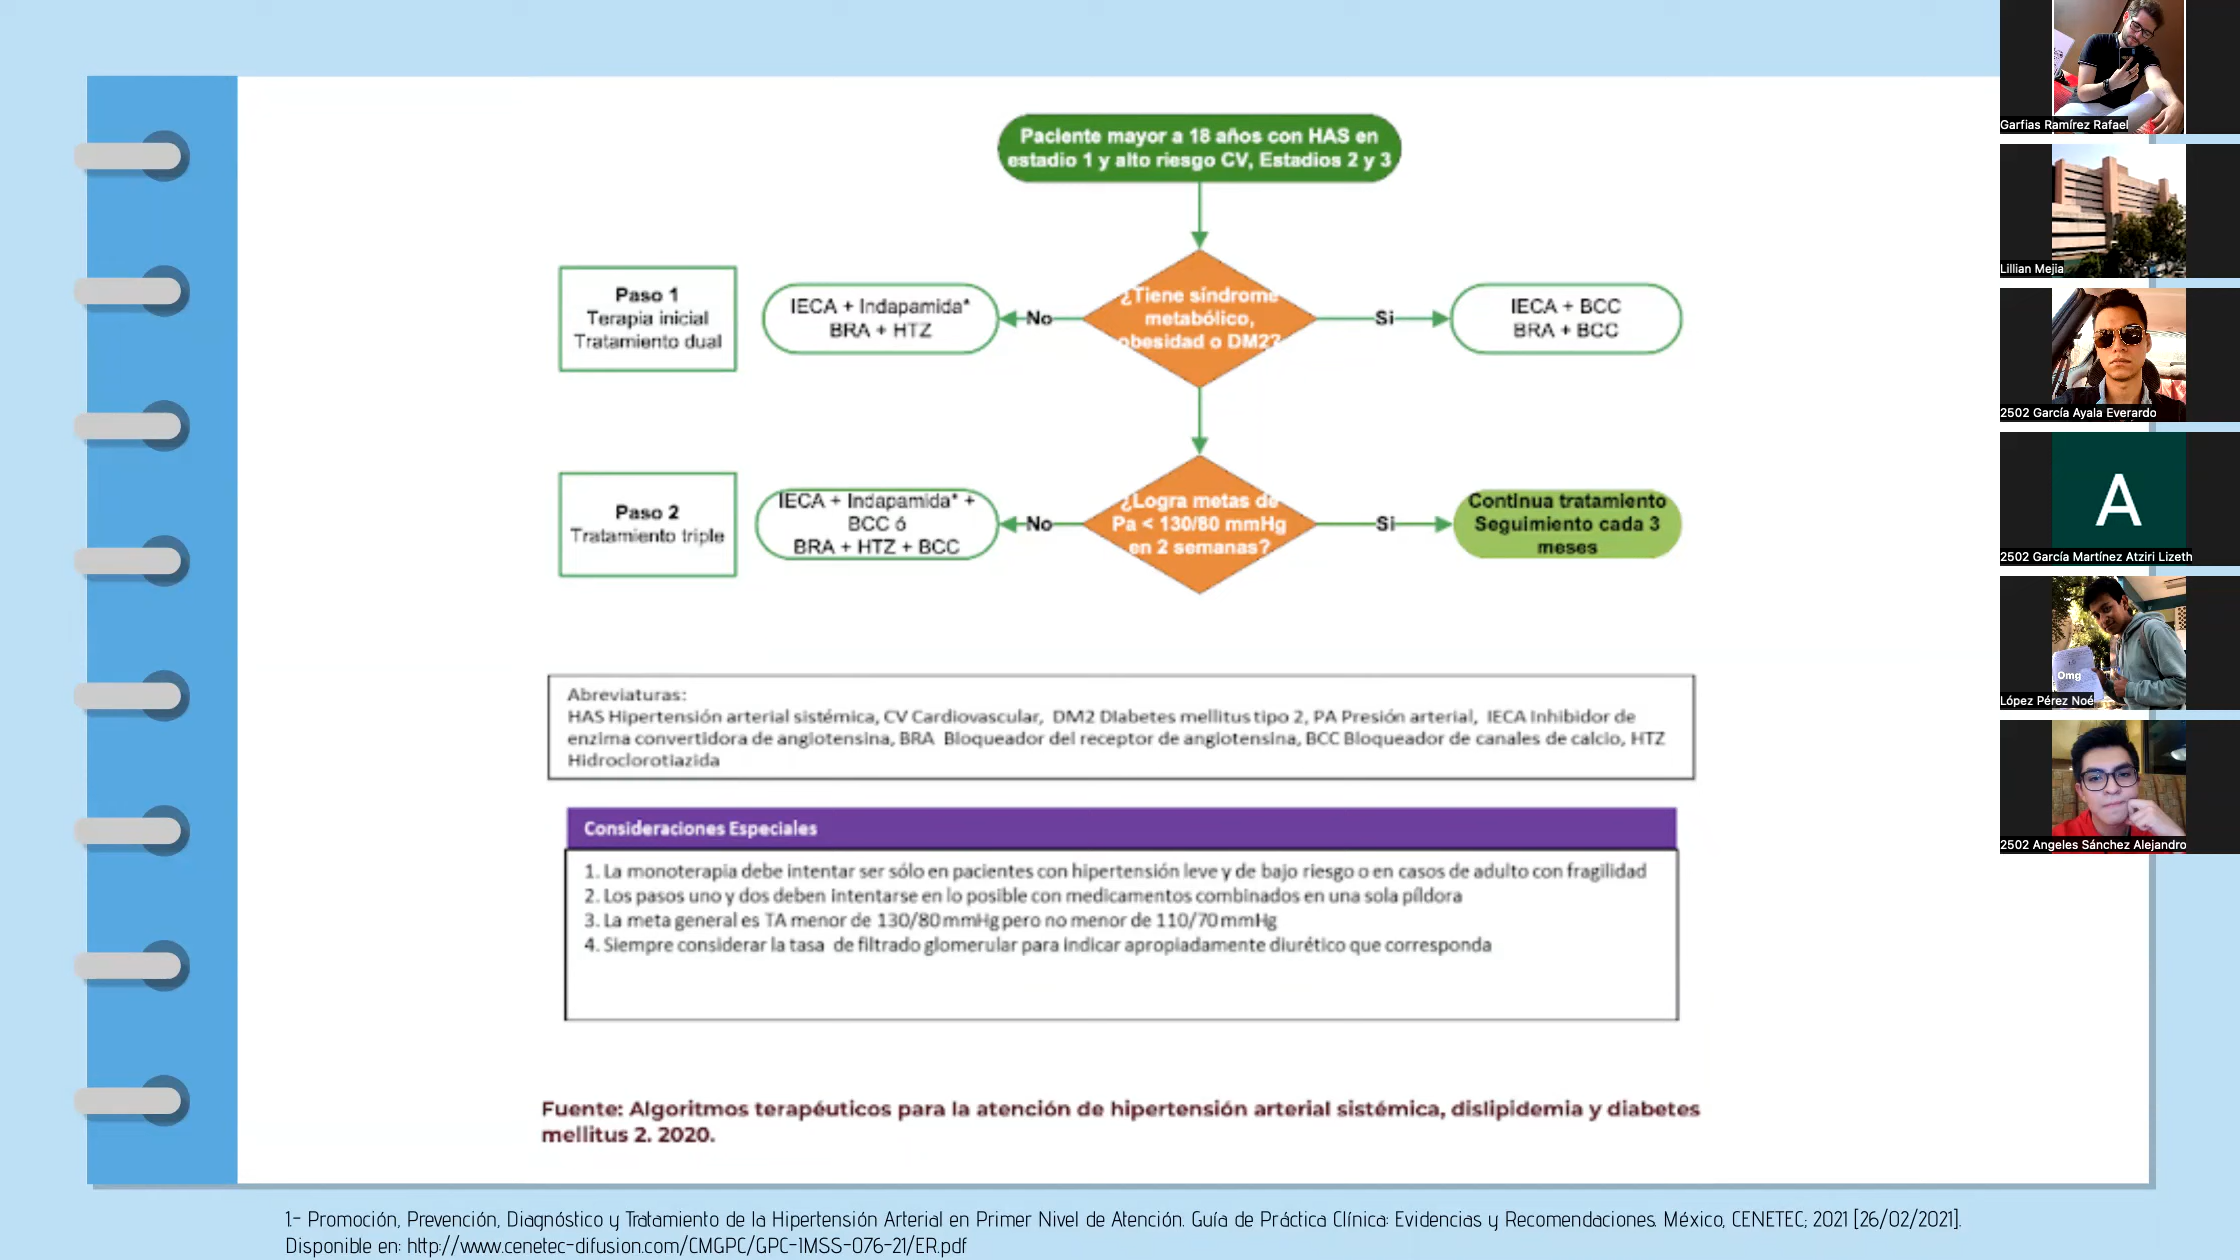 Paciente mayor a 18 años con HAS en
estadio 1 y alto riesgo CV, Estadios 2 y 3
Paso 1
Terapia inicial
Tratamiento dual
IECA + Indapamida*
BRA + HTZ
No
¿Tiene síndrome
metabólico,
obesidad o DM2?
Si
IECA + BCC
BRA + BCC
Paso 2
Tratamiento triple
IECA + Indapamida* +
BCC ó
BRA + HTZ + BCC
No
¿Logra metas de
Pa < 130/80 mmHg
en 2 semanas?
Si
Continua tratamiento
Seguimiento cada 3
meses
Abreviaturas:
HAS Hipertensión arterial sistémica, CV Cardiovascular, DM2 Diabetes mellitus tipo 2, PA Presión arterial, IECA Inhibidor de
enzima convertidora de angiotensina, BRA Bloqueador del receptor de angiotensina, BCC Bloqueador de canales de calcio, HTZ
Hidroclorotiazida
Consideraciones Especiales
1. La monoterapia debe intentar ser sólo en pacientes con hipertensión leve y de bajo riesgo o en casos de adulto con fragilidad
2. Los pasos uno y dos deben intentarse en lo posible con medicamentos combinados en una sola píldora
3. La meta general es TA menor de 130/80 mmHg pero no menor de 110/70 mmHg
4. Siempre considerar la tasa de filtrado glomerular para indicar apropiadamente diurético que corresponda
Fuente: Algoritmos terapéuticos para la atención de hipertensión arterial sistémica, dislipidemia y diabetes
mellitus 2. 2020.
1.- Promoción, Prevención, Diagnóstico y Tratamiento de la Hipertensión Arterial en Primer Nivel de Atención. Guía de Práctica Clínica: Evidencias y Recomendaciones. México, CENETEC; 2021 [26/02/2021].
Disponible en: http://www.cenetec-difusion.com/CMGPC/GPC-IMSS-076-21/ER.pdf
Garfias Ramírez Rafael
Lillian Mejia
2502 García Ayala Everardo
A
2502 García Martínez Atziri Lizeth
Omg
López Pérez Noé
2502 Angeles Sánchez Alejandro